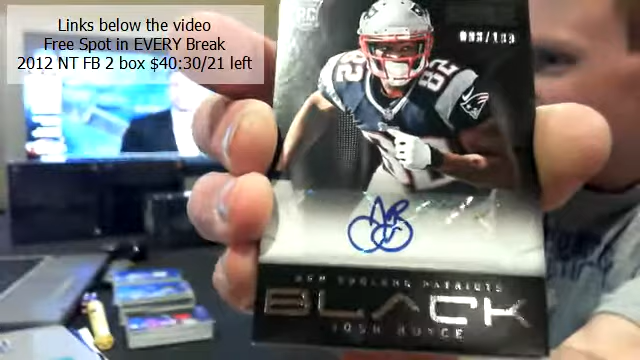 Links below the video
Free Spot in EVERY Break
2012 NT FB 2 box $40:30/21 left
RC
82 82
NEW ENGLAND PATRIOTS
BLACK
JOSH BOYCE